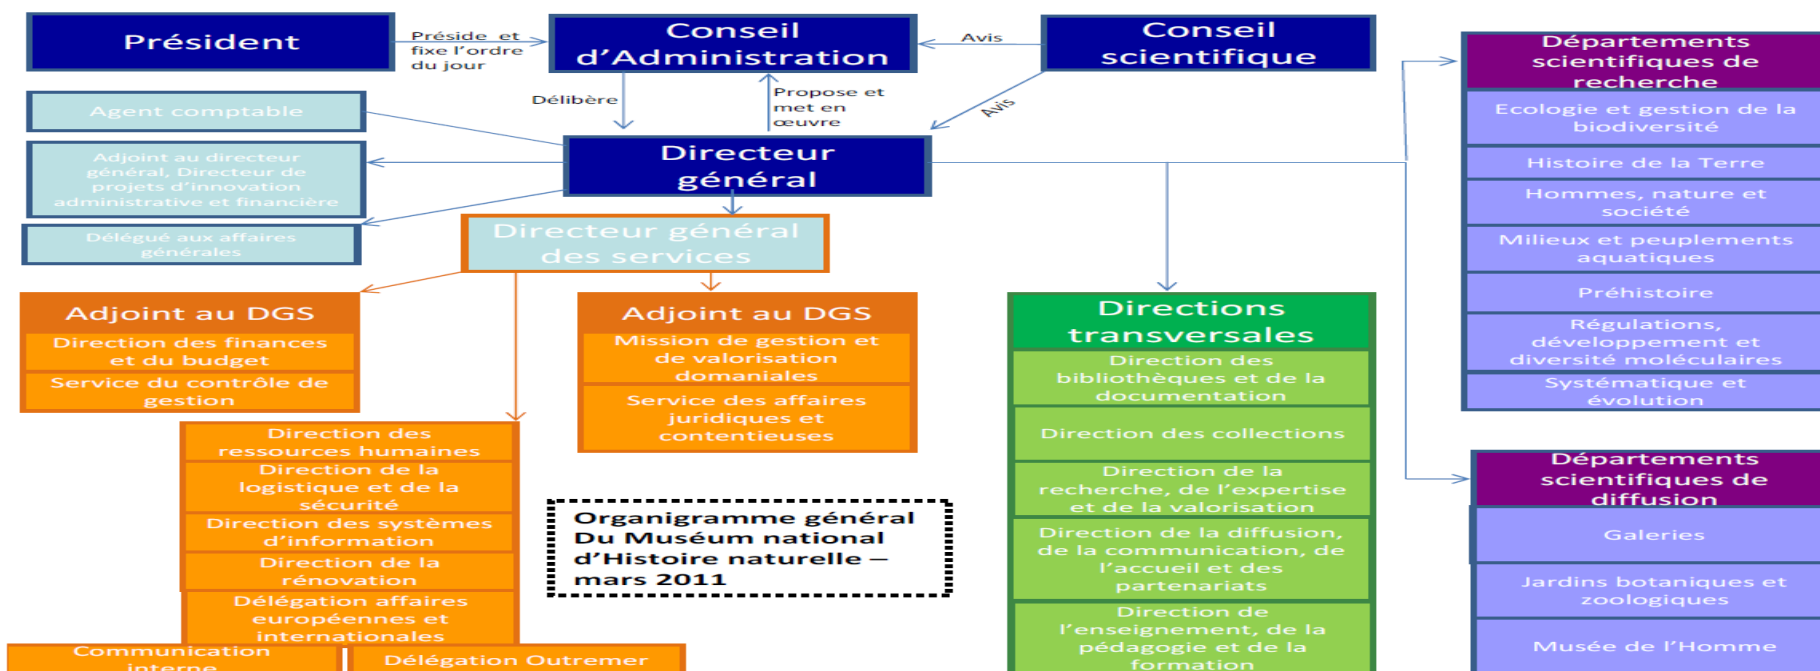 Président
Préside et
fixe l’ordre
du jour
Conseil
d’Administration
Avis
Conseil
scientifique
Délibère
Propose et
met en
œuvre
Avis
Agent comptable
Adjoint au directeur
général, Directeur de
projets d’innovation
administrative et financière
Délégué aux affaires
générales
Directeur
général
Directeur général
des services
Adjoint au DGS
Direction des finances
et du budget
Service du contrôle de
gestion
Adjoint au DGS
Mission de gestion et
de valorisation
domaniales
Service des affaires
juridiques et
contentieuses
Direction des
ressources humaines
Direction de la
logistique et de la
sécurité
Direction des systèmes
d’information
Direction de la
rénovation
Délégation affaires
européennes et
internationales
Communication
interne
Délégation Outremer
Organigramme général
Du Muséum national
d’Histoire naturelle –
mars 2011
Directions
transversales
Direction des
bibliothèques et de la
documentation
Direction des collections
Direction de la
recherche, de l’expertise
et de la valorisation
Direction de la diffusion,
de la communication, de
l’accueil et des
partenariats
Direction de
l’enseignement, de la
pédagogie et de la
formation
Départements
scientifiques de
recherche
Ecologie et gestion de la
biodiversité
Histoire de la Terre
Hommes, nature et
société
Milieux et peuplements
aquatiques
Préhistoire
Régulations,
développement et
diversité moléculaires
Systématique et
évolution
Départements
scientifiques de
diffusion
Galeries
Jardins botaniques et
zoologiques
Musée de l’Homme